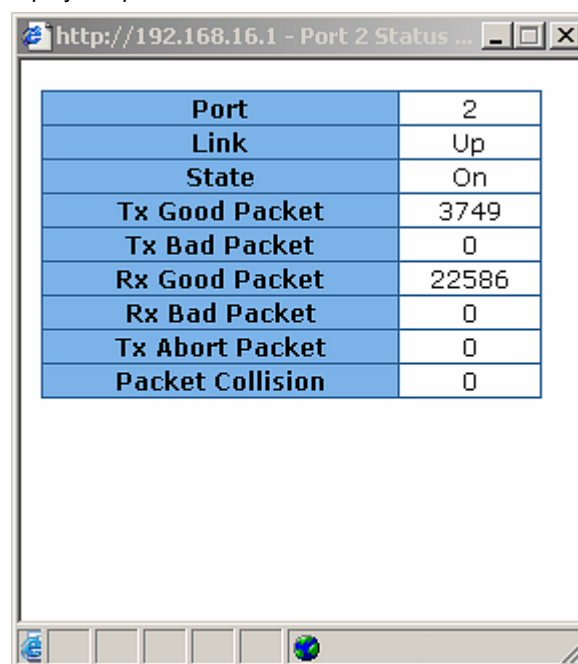 http://192.168.16.1 - Port 2 Status ...
Port 2
Link Up
State On
Tx Good Packet 3749
Tx Bad Packet 0
Rx Good Packet 22586
Rx Bad Packet 0
Tx Abort Packet 0
Packet Collision 0